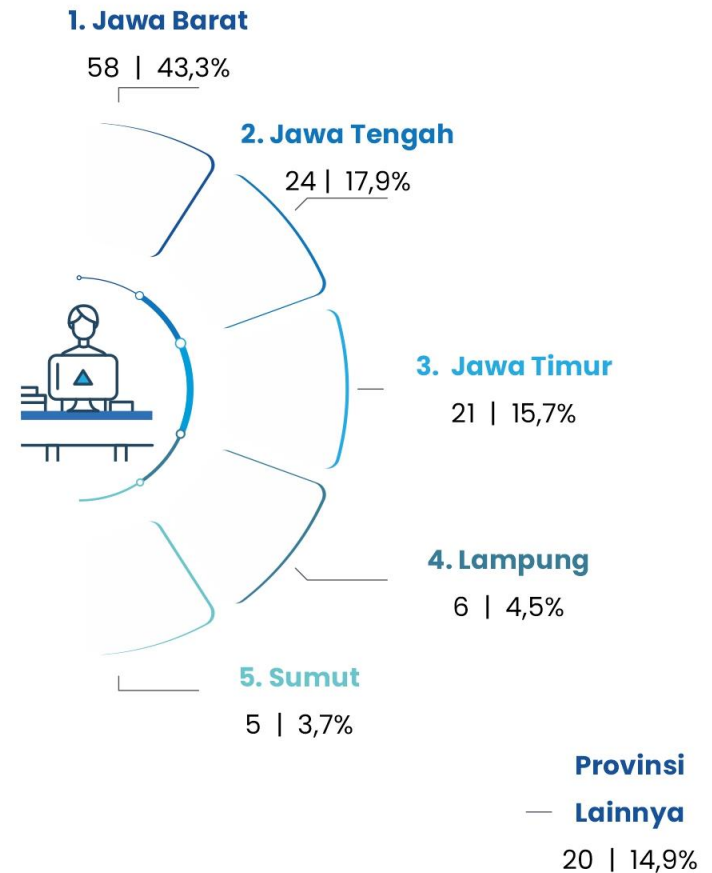 1. Jawa Barat
58 | 43,3%
2. Jawa Tengah
24 | 17,9%
3. Jawa Timur
21 | 15,7%
4. Lampung
6 | 4,5%
5. Sumut
5 | 3,7%
Provinsi
Lainnya
20 | 14,9%